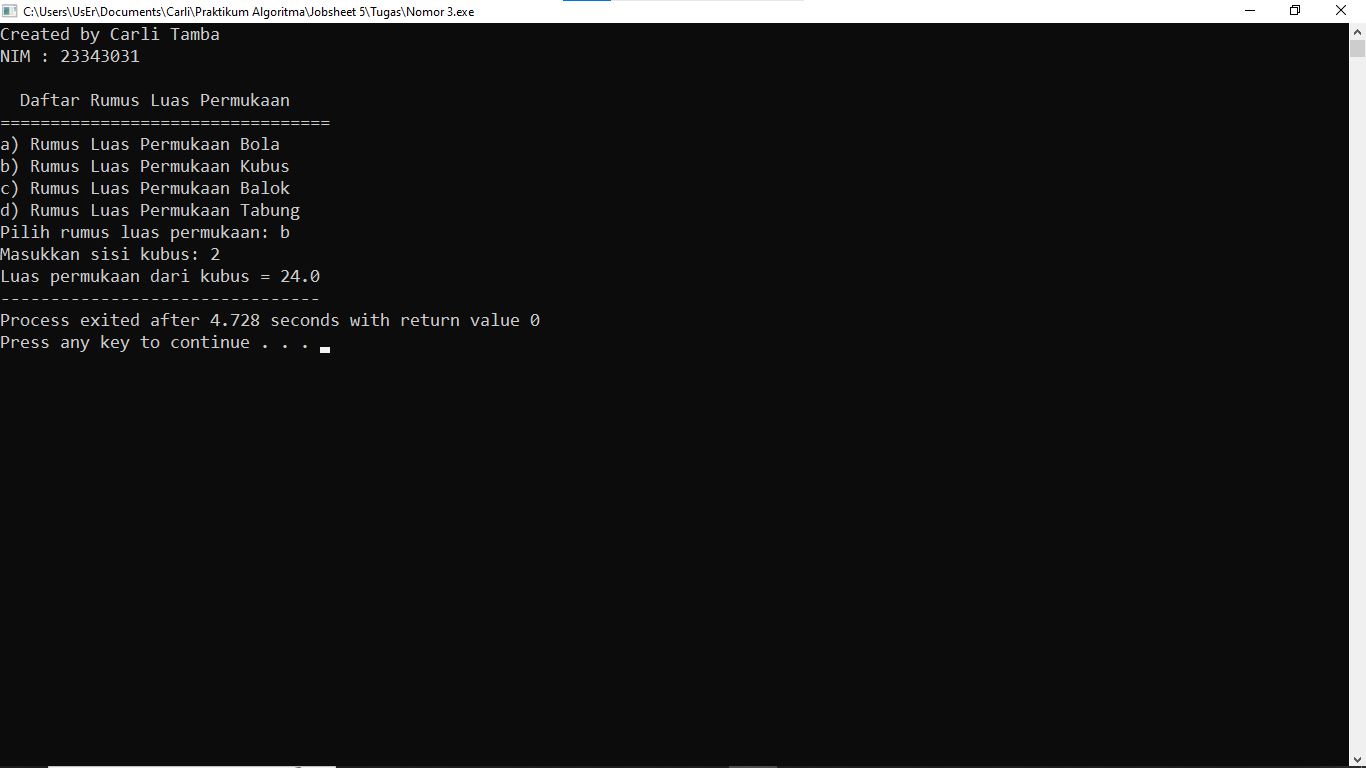 C:\Users\UsEr\Documents\Carli\Praktikum Algoritma\Jobsheet 5\Tugas\Nomor 3.exe
Created by Carli Tamba
NIM : 23343031
Daftar Rumus Luas Permukaan
=================================
a) Rumus Luas Permukaan Bola
b) Rumus Luas Permukaan Kubus
c) Rumus Luas Permukaan Balok
d) Rumus Luas Permukaan Tabung
Pilih rumus luas permukaan: b
Masukkan sisi kubus: 2
Luas permukaan dari kubus = 24.0
--------------------------------
Process exited after 4.728 seconds with return value 0
Press any key to continue . . .